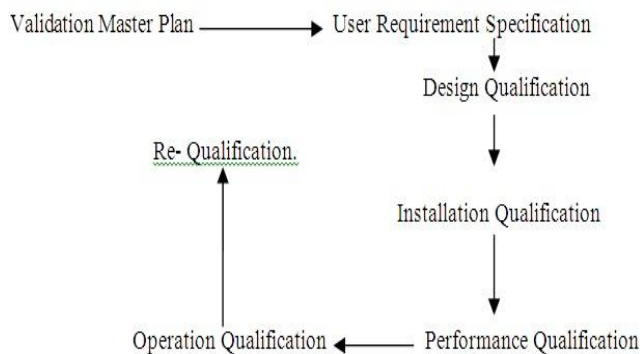 Validation Master Plan User Requirement Specification
Design Qualification
Re- Qualification.
Installation Qualification
Operation Qualification Performance Qualification